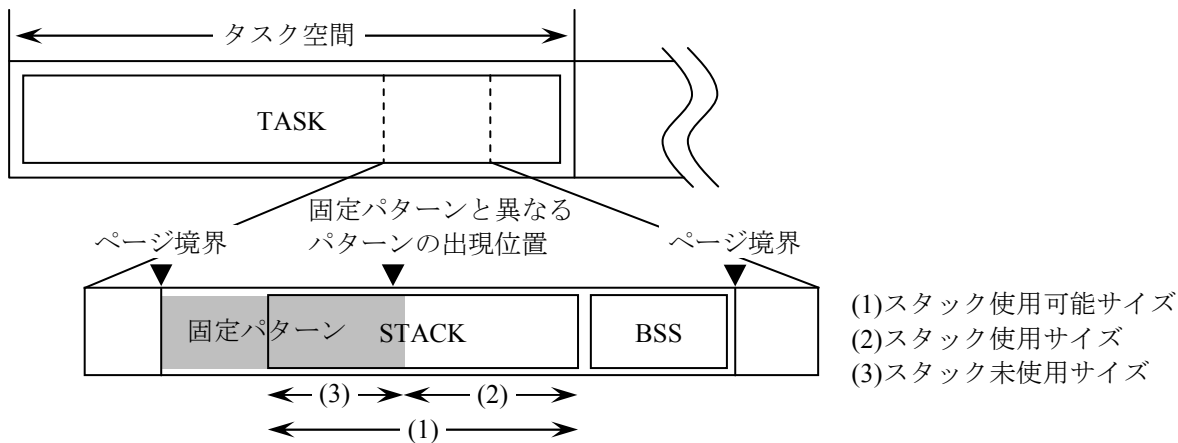 タスク空間
TASK
固定パターンと異なる
パターンの出現位置
ページ境界
ページ境界
固定パターン
STACK
BSS
(1)スタック使用可能サイズ
(2)スタック使用サイズ
(3)スタック未使用サイズ
(3)
(2)
(1)